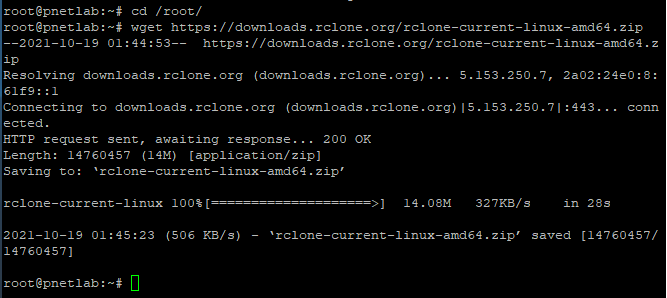 root@pnetlab:~# cd /root/
root@pnetlab:~# wget https://downloads.rclone.org/rclone-current-linux-amd64.zip
--2021-10-19 01:44:53--  https://downloads.rclone.org/rclone-current-linux-amd64.z
ip
Resolving downloads.rclone.org (downloads.rclone.org)... 5.153.250.7, 2a02:24e0:8:
61f9::1
Connecting to downloads.rclone.org (downloads.rclone.org)|5.153.250.7|:443... conn
ected.
HTTP request sent, awaiting response... 200 OK
Length: 14760457 (14M) [application/zip]
Saving to: ‘rclone-current-linux-amd64.zip’
rclone-current-linux 100%[====================>]  14.08M   327KB/s    in 28s
2021-10-19 01:45:23 (506 KB/s) - ‘rclone-current-linux-amd64.zip’ saved [14760457/
14760457]
root@pnetlab:~#